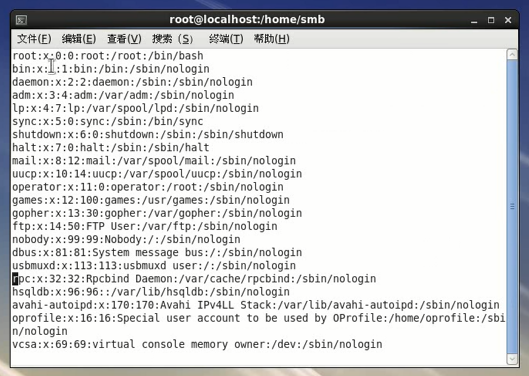 root@localhost:/home/smb
文件(F) 编辑(E) 查看(V) 搜索 (S) 终端(T) 帮助(H)
root:x:0:0:root:/root:/bin/bash
bin:x:1:1:bin:/bin:/sbin/nologin
daemon:x:2:2:daemon:/sbin:/sbin/nologin
adm:x:3:4:adm:/var/adm:/sbin/nologin
lp:x:4:7:lp:/var/spool/lpd:/sbin/nologin
sync:x:5:0:sync:/sbin:/bin/sync
shutdown:x:6:0:shutdown:/sbin:/sbin/shutdown
halt:x:7:0:halt:/sbin:/sbin/halt
mail:x:8:12:mail:/var/spool/mail:/sbin/nologin
uucp:x:10:14:uucp:/var/spool/uucp:/sbin/nologin
operator:x:11:0:operator:/root:/sbin/nologin
games:x:12:100:games:/usr/games:/sbin/nologin
gopher:x:13:30:gopher:/var/gopher:/sbin/nologin
ftp:x:14:50:FTP User:/var/ftp:/sbin/nologin
nobody:x:99:99:Nobody:/:/sbin/nologin
dbus:x:81:81:System message bus:/:/sbin/nologin
usbmuxd:x:113:113:usbmuxd user:/:/sbin/nologin
rpc:x:32:32:Rpcbind Daemon:/var/cache/rpcbind:/sbin/nologin
hsqldb:x:96:96::/var/lib/hsqldb:/sbin/nologin
avahi-autoipd:x:170:170:Avahi IPv4LL Stack:/var/lib/avahi-autoipd:/sbin/nologin
oprofile:x:16:16:Special user account to be used by OProfile:/home/oprofile:/sbi
n/nologin
vcsa:x:69:69:virtual console memory owner:/dev:/sbin/nologin